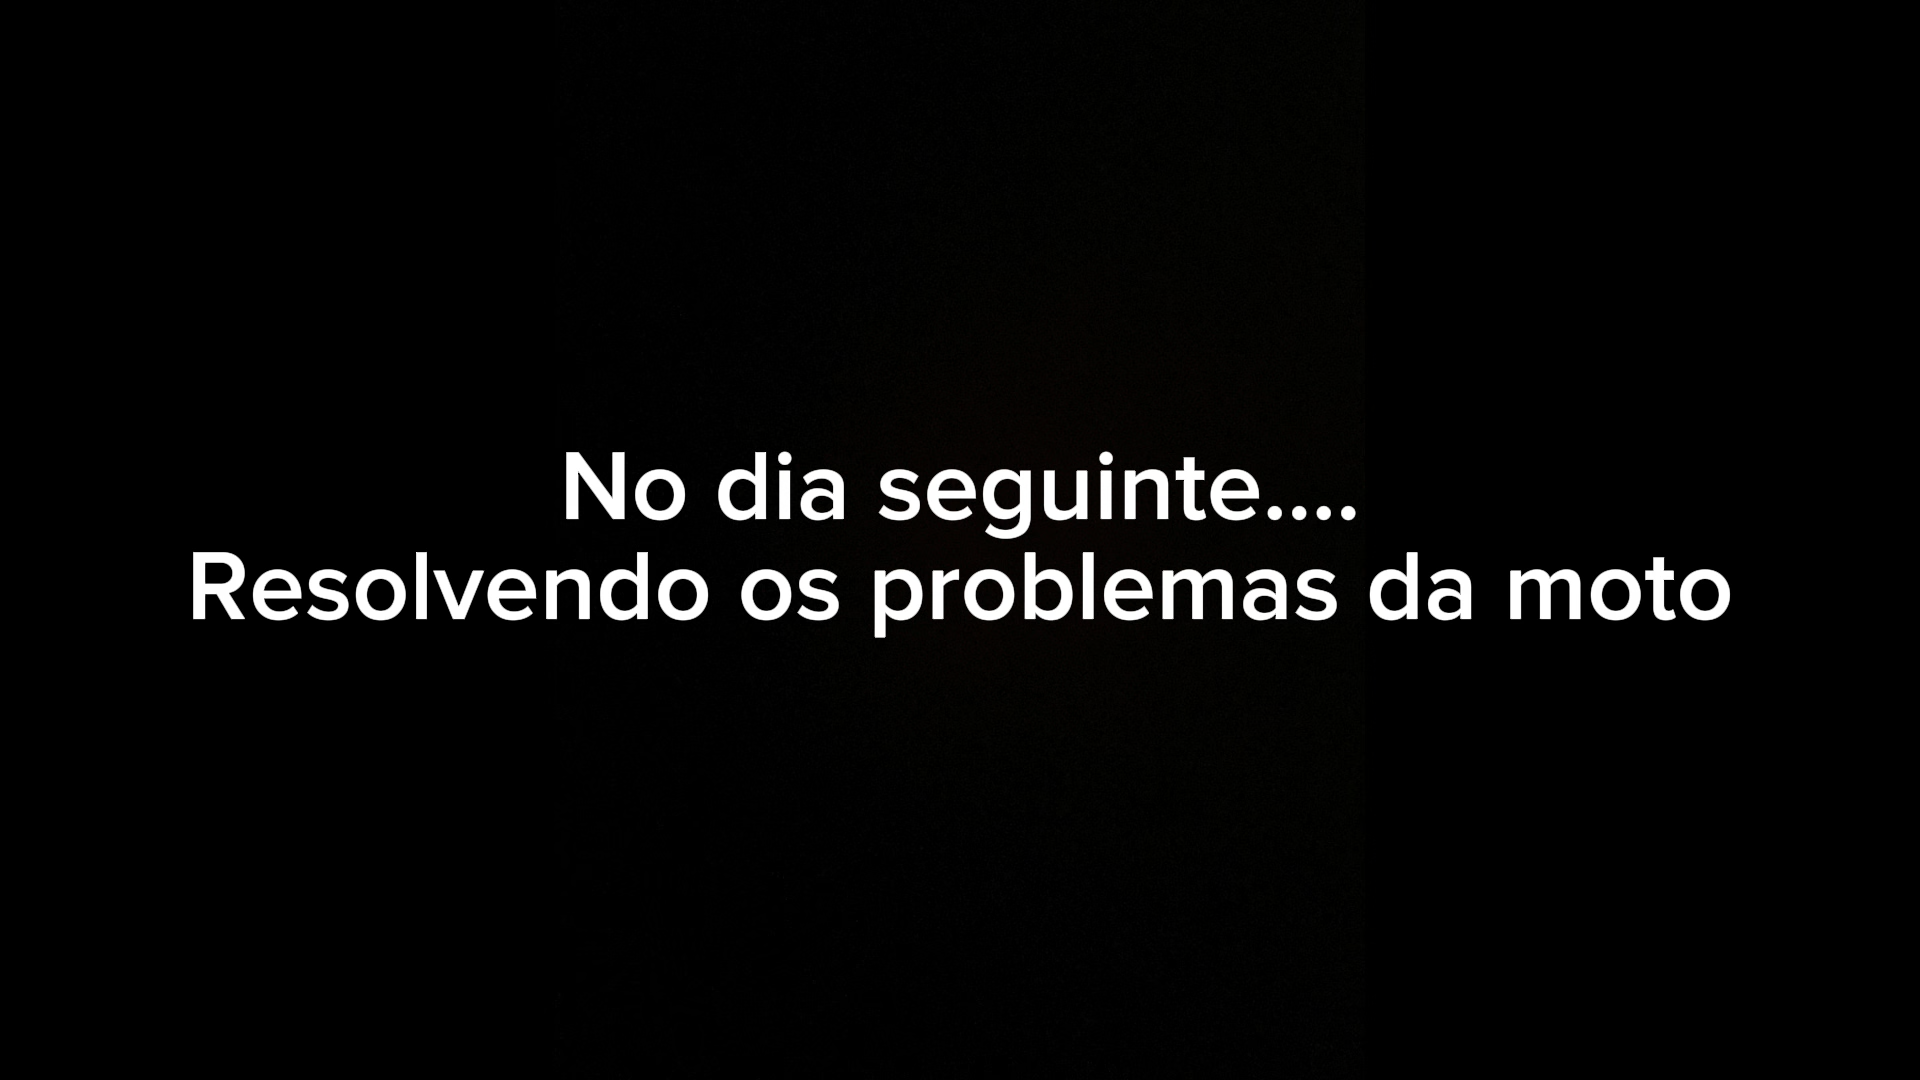 No dia seguinte....
Resolvendo os problemas da moto